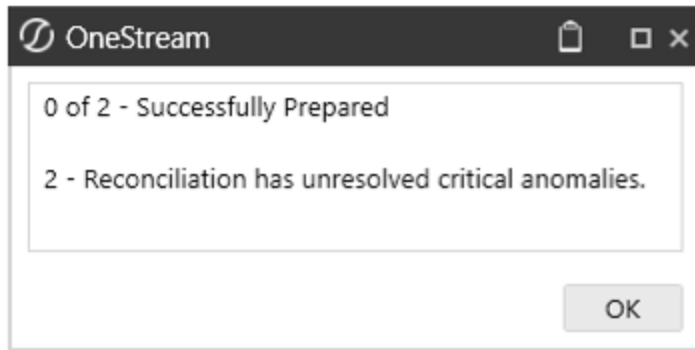 OneStream
0 of 2 - Successfully Prepared
2 - Reconciliation has unresolved critical anomalies.
OK